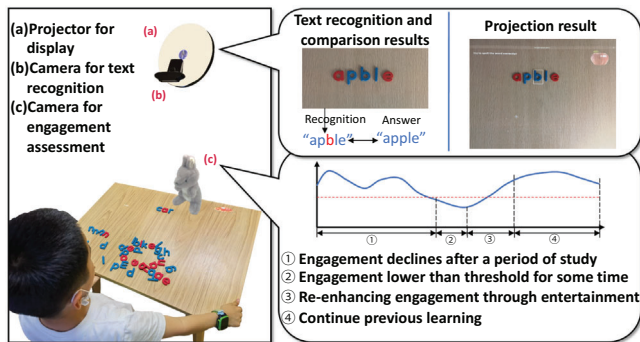 (a)Projector for
display
(b)Camera for text
recognition
(c)Camera for
engagement
assessment
(a)
(b)
(c)
car
Text recognition and
comparison results
apble
Recognition
Answer
“apble”
“apple”
Projection result
apble
①
②
③
④
① Engagement declines after a period of study
② Engagement lower than threshold for some time
③ Re-enhancing engagement through entertainment
④ Continue previous learning